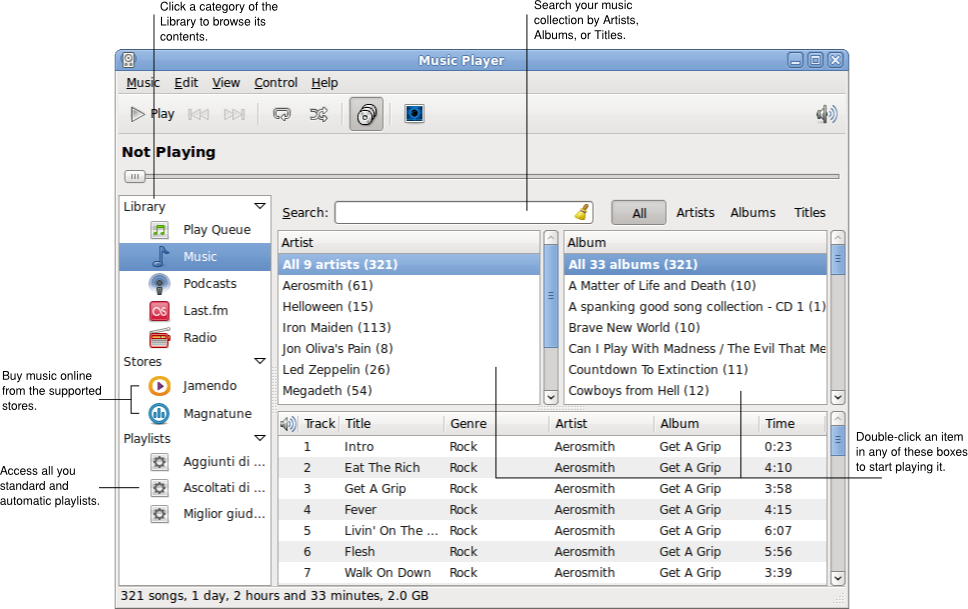 Click a category of the
Library to browse its
contents.
Search your music
collection by Artists,
Albums, or Titles.
Music Player
Music Edit View Control Help
Play
Not Playing
Library
Play Queue
Music
Podcasts
Last.fm
Radio
Stores
Jamendo
Magnatune
Playlists
Aggiunti di ...
Ascoltati di ...
Miglior giud...
Buy music online
from the supported
stores.
Access all you
standard and
automatic playlists.
Search: All Artists Albums Titles
Artist
All 9 artists (321)
Aerosmith (61)
Helloween (15)
Iron Maiden (113)
Jon Oliva's Pain (8)
Led Zeppelin (26)
Megadeth (54)
Album
All 33 albums (321)
A Matter of Life and Death (10)
A spanking good song collection - CD 1 (1)
Brave New World (10)
Can I Play With Madness / The Evil That Me
Countdown To Extinction (11)
Cowboys from Hell (12)
Track Title Genre Artist Album Time
1 Intro Rock Aerosmith Get A Grip 0:23
2 Eat The Rich Rock Aerosmith Get A Grip 4:10
3 Get A Grip Rock Aerosmith Get A Grip 3:58
4 Fever Rock Aerosmith Get A Grip 4:15
5 Livin' On The ... Rock Aerosmith Get A Grip 6:07
6 Flesh Rock Aerosmith Get A Grip 5:56
7 Walk On Down Rock Aerosmith Get A Grip 3:39
Double-click an item
in any of these boxes
to start playing it.
321 songs, 1 day, 2 hours and 33 minutes, 2.0 GB